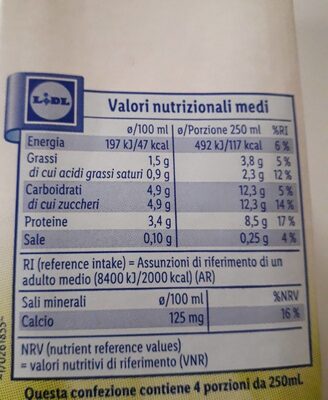 LIDL
Valori nutrizionali medi
ø/100 ml ø/Porzione 250 ml %RI
Energia 197 kJ/47 kcal 492 kJ/117 kcal 6 %
Grassi 1,5 g 3,8 g 5 %
di cui acidi grassi saturi 0,9 g 2,3 g 12 %
Carboidrati 4,9 g 12,3 g 5 %
di cui zuccheri 4,9 g 12,3 g 14 %
Proteine 3,4 g 8,5 g 17 %
Sale 0,10 g 0,25 g 4 %
RI (reference intake) = Assunzioni di riferimento di un
adulto medio (8400 kJ/2000 kcal) (AR)
Sali minerali ø/100 ml %NRV
Calcio 125 mg 16 %
NRV (nutrient reference values)
= valori nutritivi di riferimento (VNR)
Questa confezione contiene 4 porzioni da 250ml.